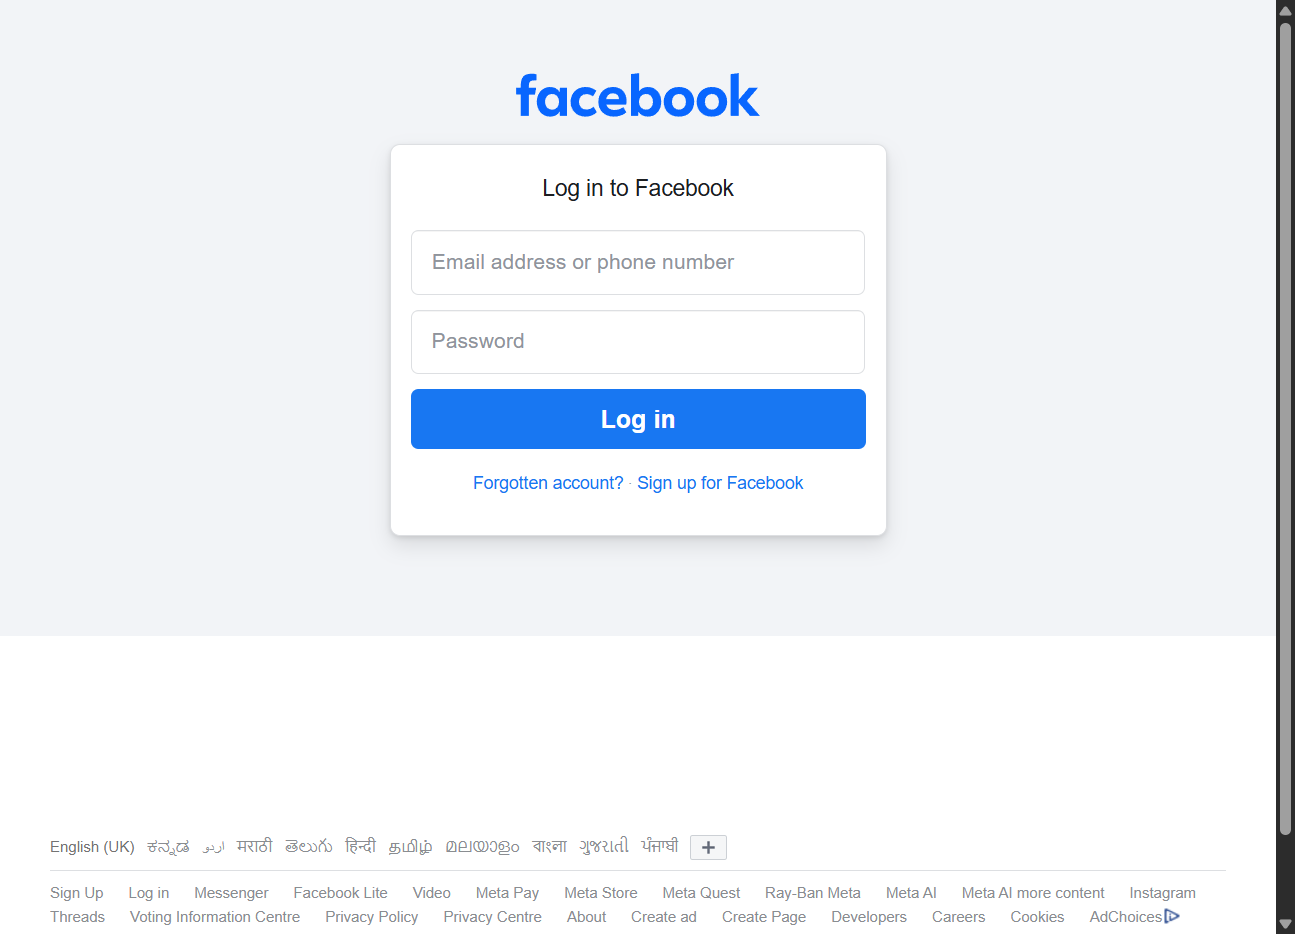 facebook
Log in to Facebook
Email address or phone number
Password
Log in
Forgotten account? · Sign up for Facebook
English (UK) ಕನ್ನಡ اردو मराठी తెలుగు हिन्दी தமிழ் മലയാളം বাংলা ગુજરાતી ਪੰਜਾਬੀ +
Sign Up Log in Messenger Facebook Lite Video Meta Pay Meta Store Meta Quest Ray-Ban Meta Meta AI Meta AI more content Instagram
Threads Voting Information Centre Privacy Policy Privacy Centre About Create ad Create Page Developers Careers Cookies AdChoices